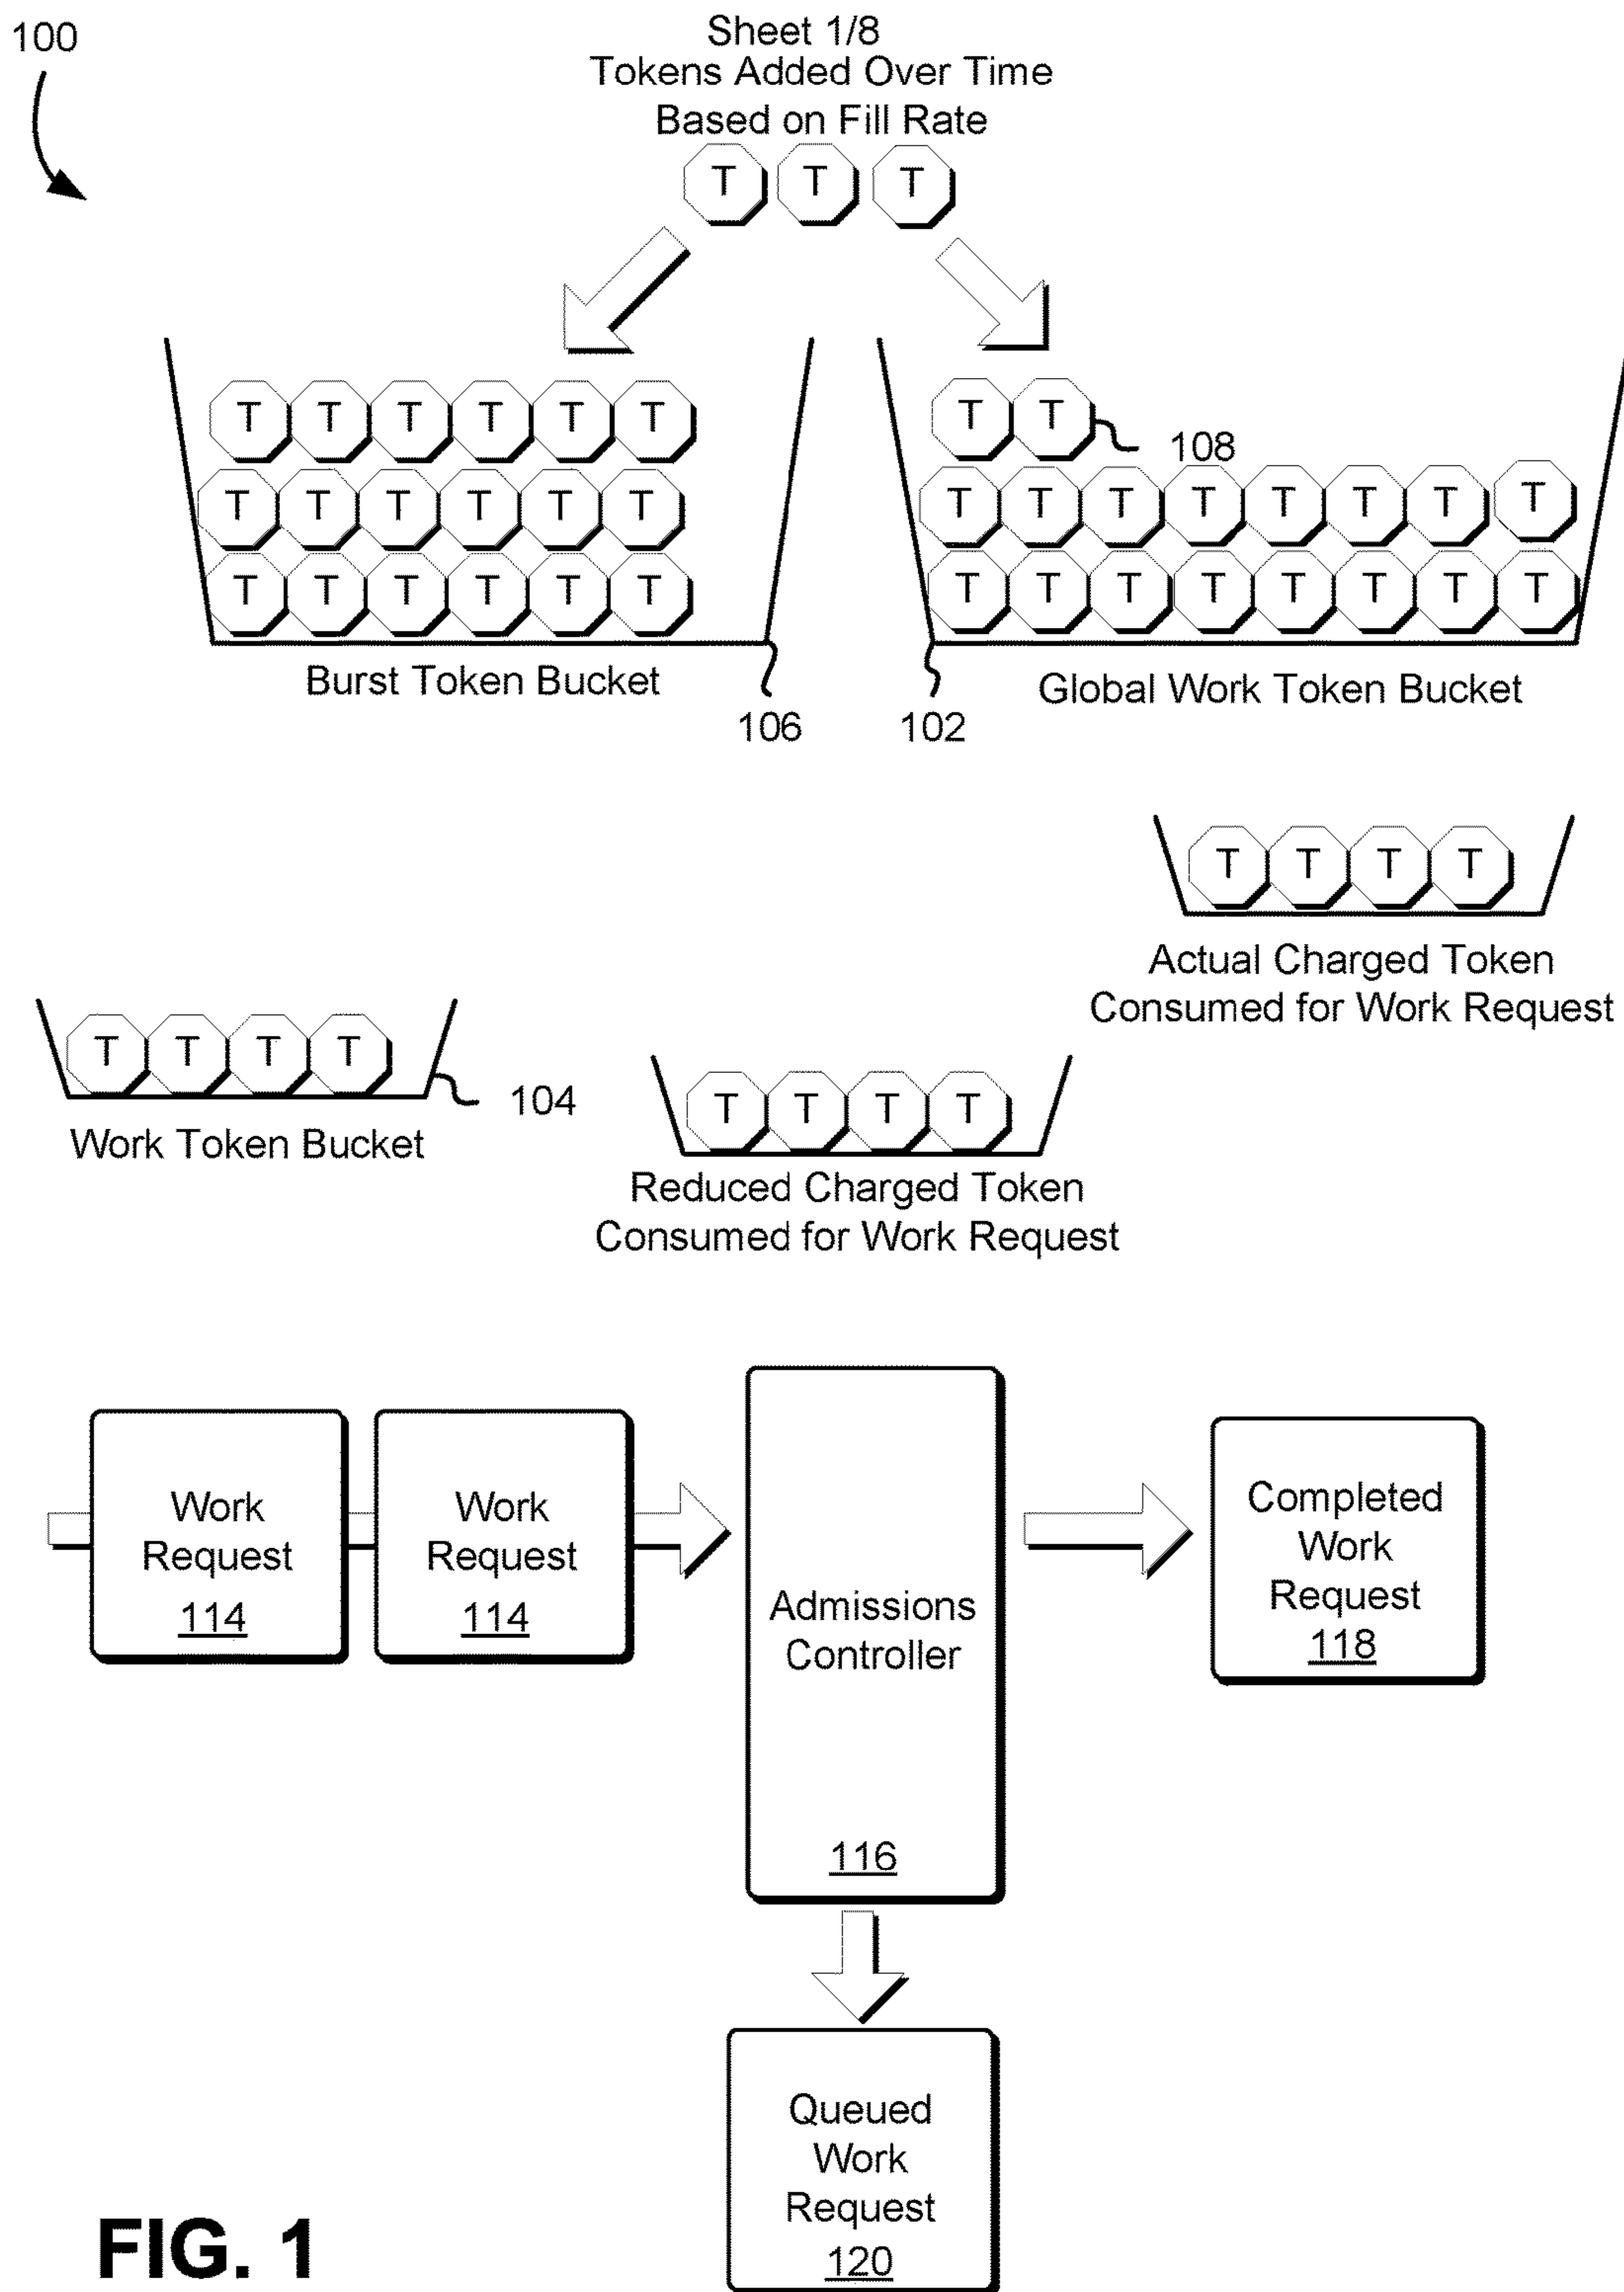 100
Sheet 1/8
Tokens Added Over Time
Based on Fill Rate
T T T
T T T T T T
T T
108
T T T T T T
T T T T T T T T
T T T T T T
T T T T T T T T
Burst Token Bucket
Global Work Token Bucket
106
102
T T T T
Actual Charged Token
Consumed for Work Request
T T T T
104
Work Token Bucket
T T T T
Reduced Charged Token
Consumed for Work Request
Work
Request
114
Work
Request
114
Admissions
Controller
116
Completed
Work
Request
118
Queued
Work
Request
120
FIG. 1